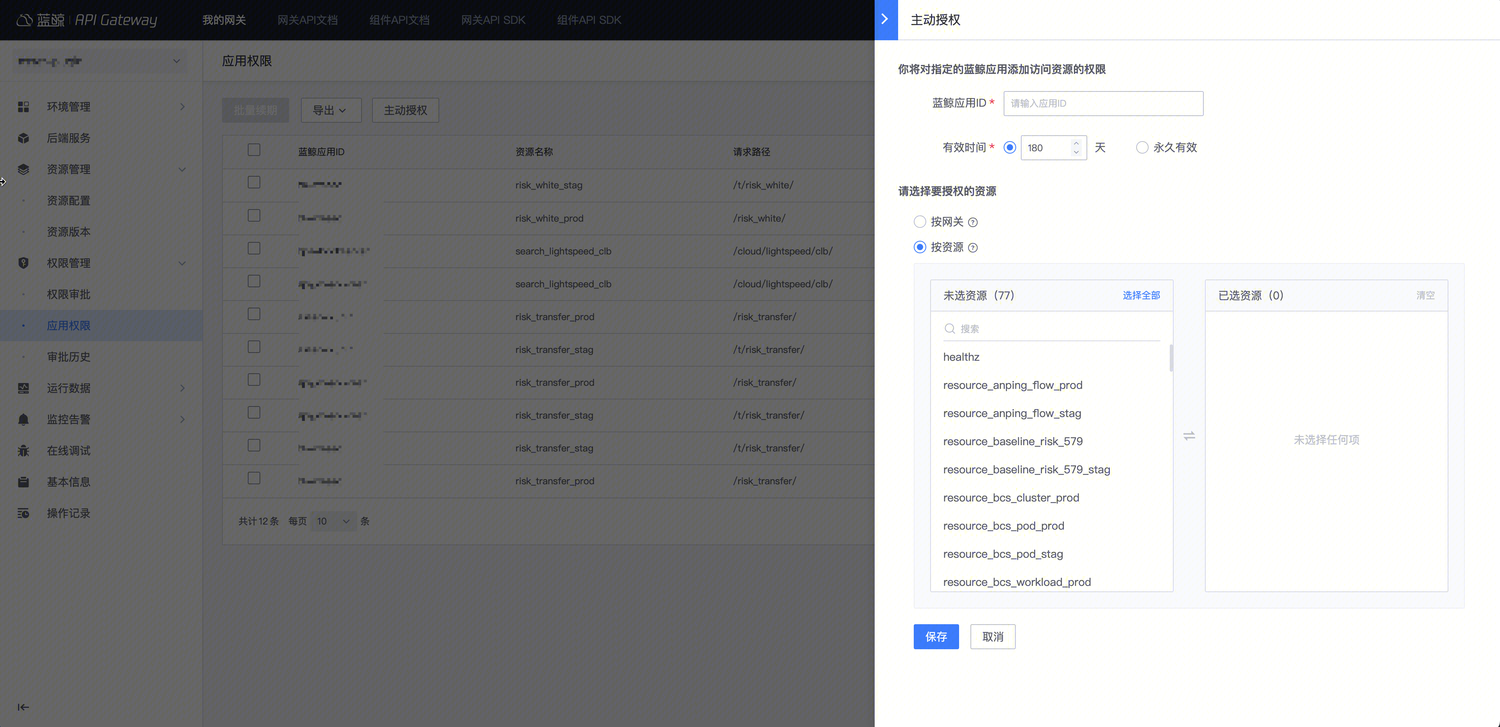 蓝鲸 | API Gateway 我的网关 网关API文档 组件API文档 网关API SDK 组件API SDK
环境管理
后端服务
资源管理
资源配置
资源版本
权限管理
权限审批
应用权限
审批历史
运行数据
监控告警
在线调试
基本信息
操作记录
应用权限
批量续期 导出 主动授权
蓝鲸应用ID 资源名称 请求路径
risk_white_stag /t/risk_white/
risk_white_prod /risk_white/
search_lightspeed_clb /cloud/lightspeed/clb/
search_lightspeed_clb /cloud/lightspeed/clb/
risk_transfer_prod /risk_transfer/
risk_transfer_stag /t/risk_transfer/
risk_transfer_prod /risk_transfer/
risk_transfer_stag /t/risk_transfer/
risk_transfer_stag /t/risk_transfer/
risk_transfer_prod /risk_transfer/
共计12条 每页 10 条
主动授权
你将对指定的蓝鲸应用添加访问资源的权限
蓝鲸应用ID * 请输入应用ID
有效时间 * 180 天 永久有效
请选择要授权的资源
按网关
按资源
未选资源（77） 选择全部
搜索
healthz
resource_anping_flow_prod
resource_anping_flow_stag
resource_baseline_risk_579
resource_baseline_risk_579_stag
resource_bcs_cluster_prod
resource_bcs_pod_prod
resource_bcs_pod_stag
resource_bcs_workload_prod
已选资源（0） 清空
未选择任何项
保存 取消